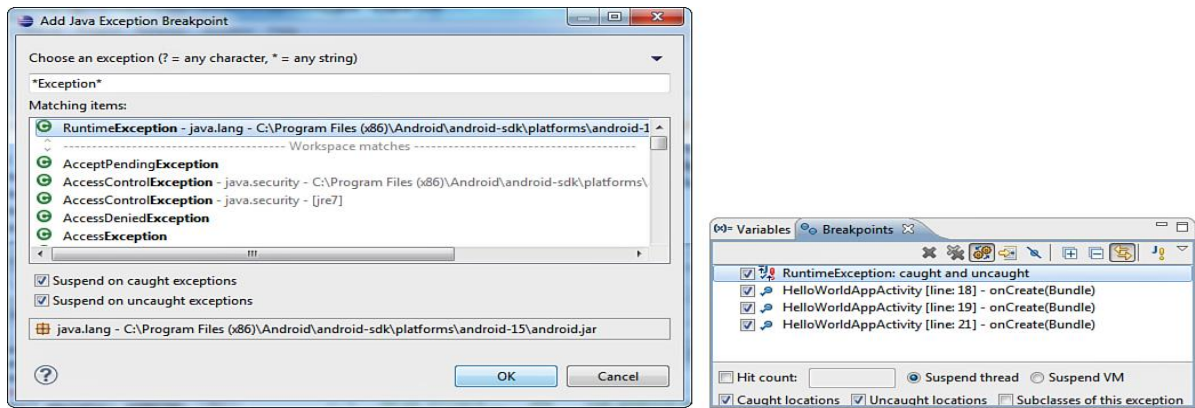 Add Java Exception Breakpoint
Choose an exception (? = any character, * = any string)
*Exception*
Matching items:
RuntimeException - java.lang - C:\Program Files (x86)\Android\android-sdk\platforms\android-1
Workspace matches
AcceptPendingException
AccessControlException - java.security - C:\Program Files (x86)\Android\android-sdk\platforms\
AccessControlException - java.security - [jre7]
AccessDeniedException
AccessException
Suspend on caught exceptions
Suspend on uncaught exceptions
java.lang - C:\Program Files (x86)\Android\android-sdk\platforms\android-15\android.jar
OK Cancel
(x)= Variables Breakpoints
RuntimeException: caught and uncaught
HelloWorldAppActivity [line: 18] - onCreate(Bundle)
HelloWorldAppActivity [line: 19] - onCreate(Bundle)
HelloWorldAppActivity [line: 21] - onCreate(Bundle)
Hit count: Suspend thread Suspend VM
Caught locations Uncaught locations Subclasses of this exception